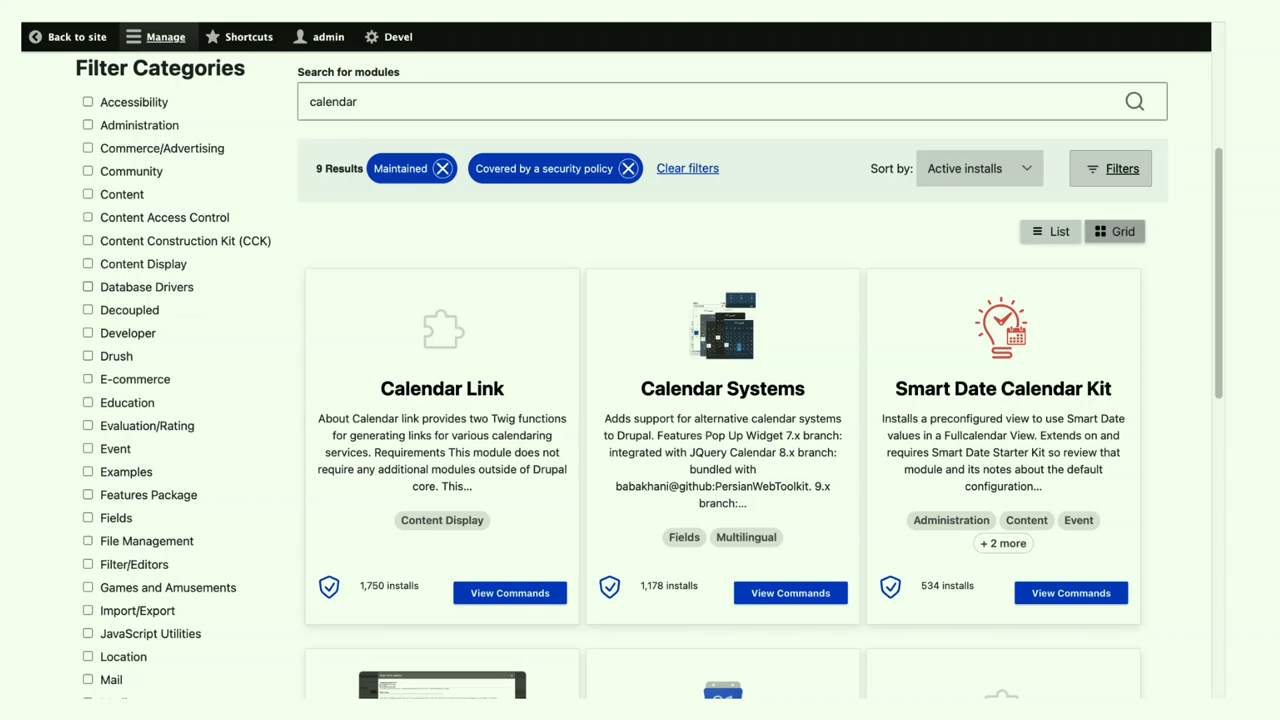 Back to site
Manage
Shortcuts
admin
Devel
Filter Categories
Accessibility
Administration
Commerce/Advertising
Community
Content
Content Access Control
Content Construction Kit (CCK)
Content Display
Database Drivers
Decoupled
Developer
Drush
E-commerce
Education
Evaluation/Rating
Event
Examples
Features Package
Fields
File Management
Filter/Editors
Games and Amusements
Import/Export
JavaScript Utilities
Location
Mail
Search for modules
calendar
9 Results
Maintained
Covered by a security policy
Clear filters
Sort by:
Active installs
Filters
List
Grid
Calendar Link
About Calendar link provides two Twig functions
for generating links for various calendaring
services. Requirements This module does not
require any additional modules outside of Drupal
core. This...
Content Display
1,750 installs
View Commands
Calendar Systems
Adds support for alternative calendar systems
to Drupal. Features Pop Up Widget 7.x branch:
integrated with JQuery Calendar 8.x branch:
bundled with
babakhani@github:PersianWebToolkit. 9.x
branch:...
Fields
Multilingual
1,178 installs
View Commands
Smart Date Calendar Kit
Installs a preconfigured view to use Smart Date
values in a Fullcalendar View. Extends on and
requires Smart Date Starter Kit so review that
module and its notes about the default
configuration...
Administration
Content
Event
+ 2 more
534 installs
View Commands